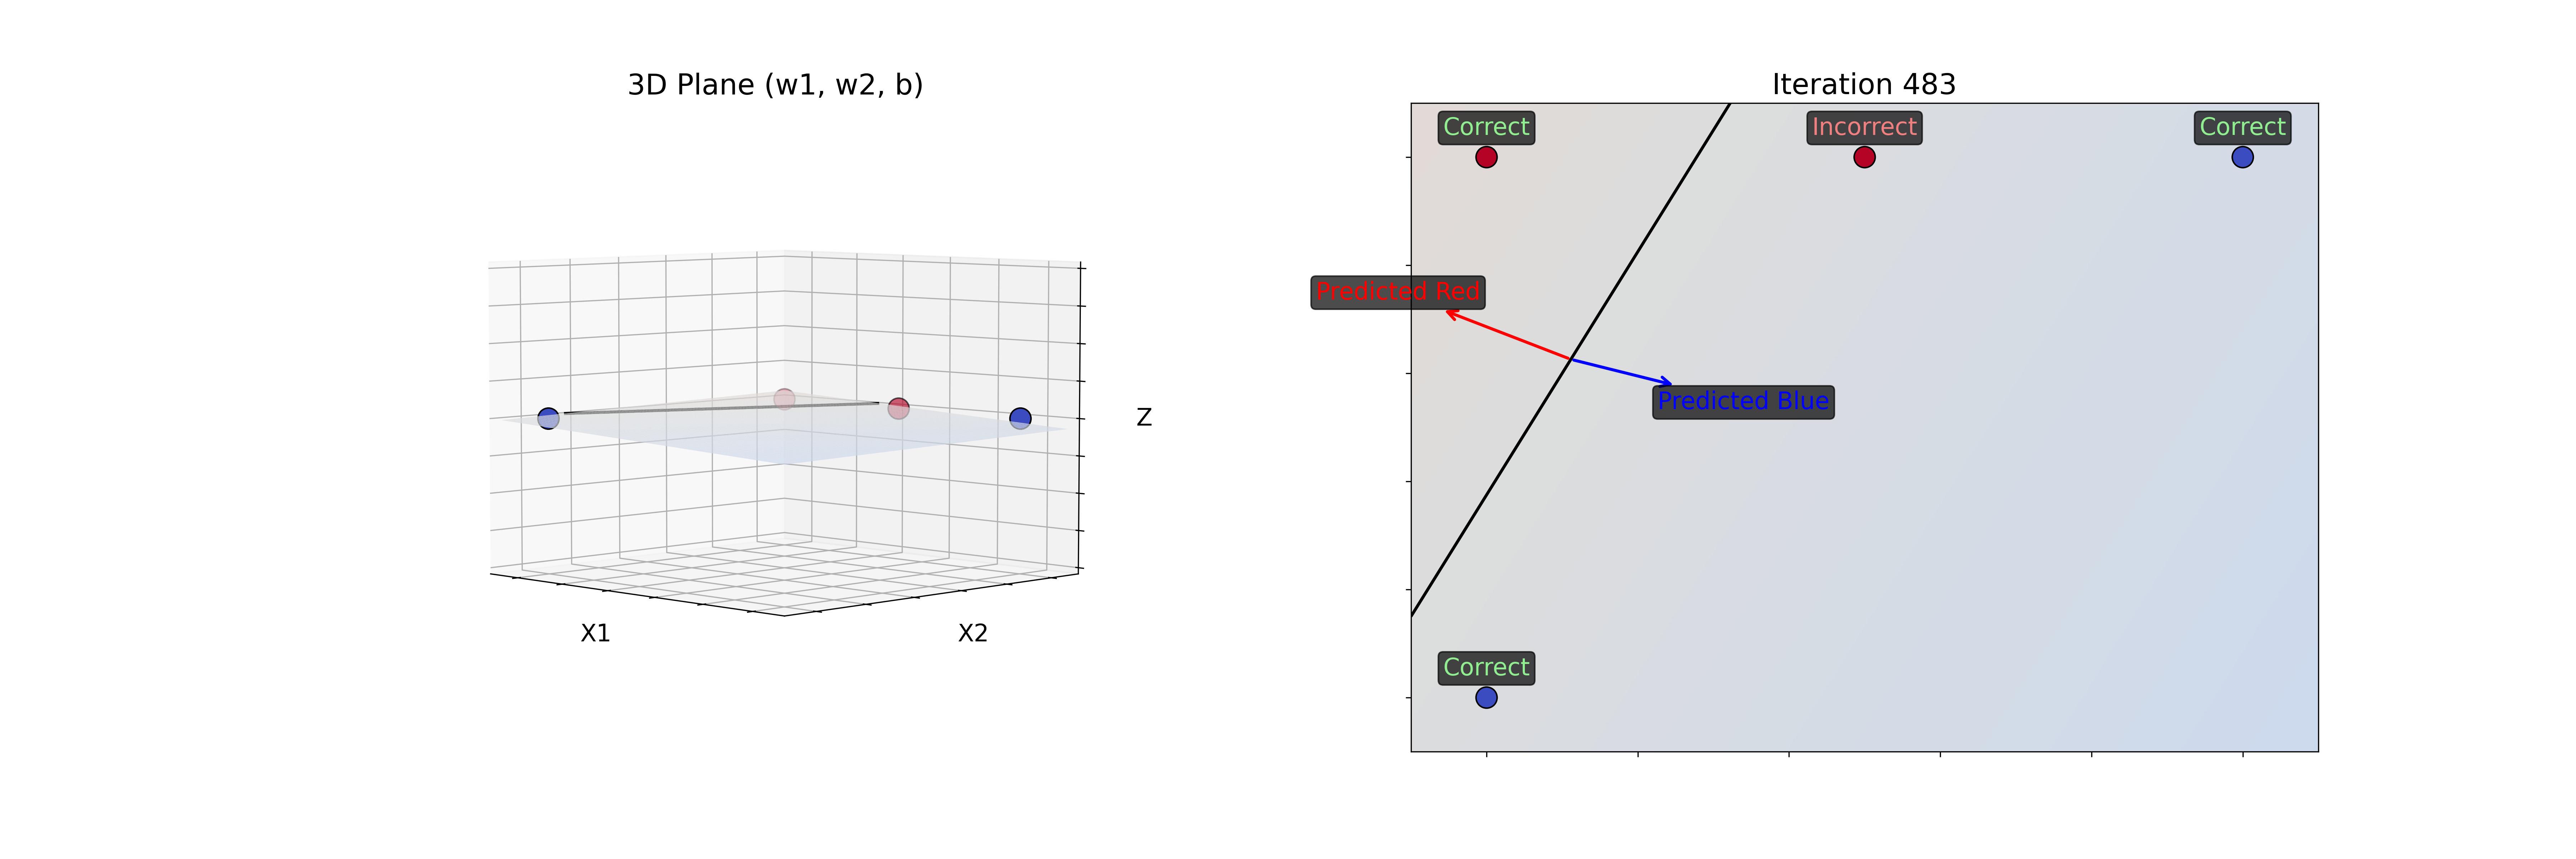 3D Plane (w1, w2, b)
Z
X1
X2
Iteration 483
Correct
Incorrect
Correct
Predicted Red
Predicted Blue
Correct